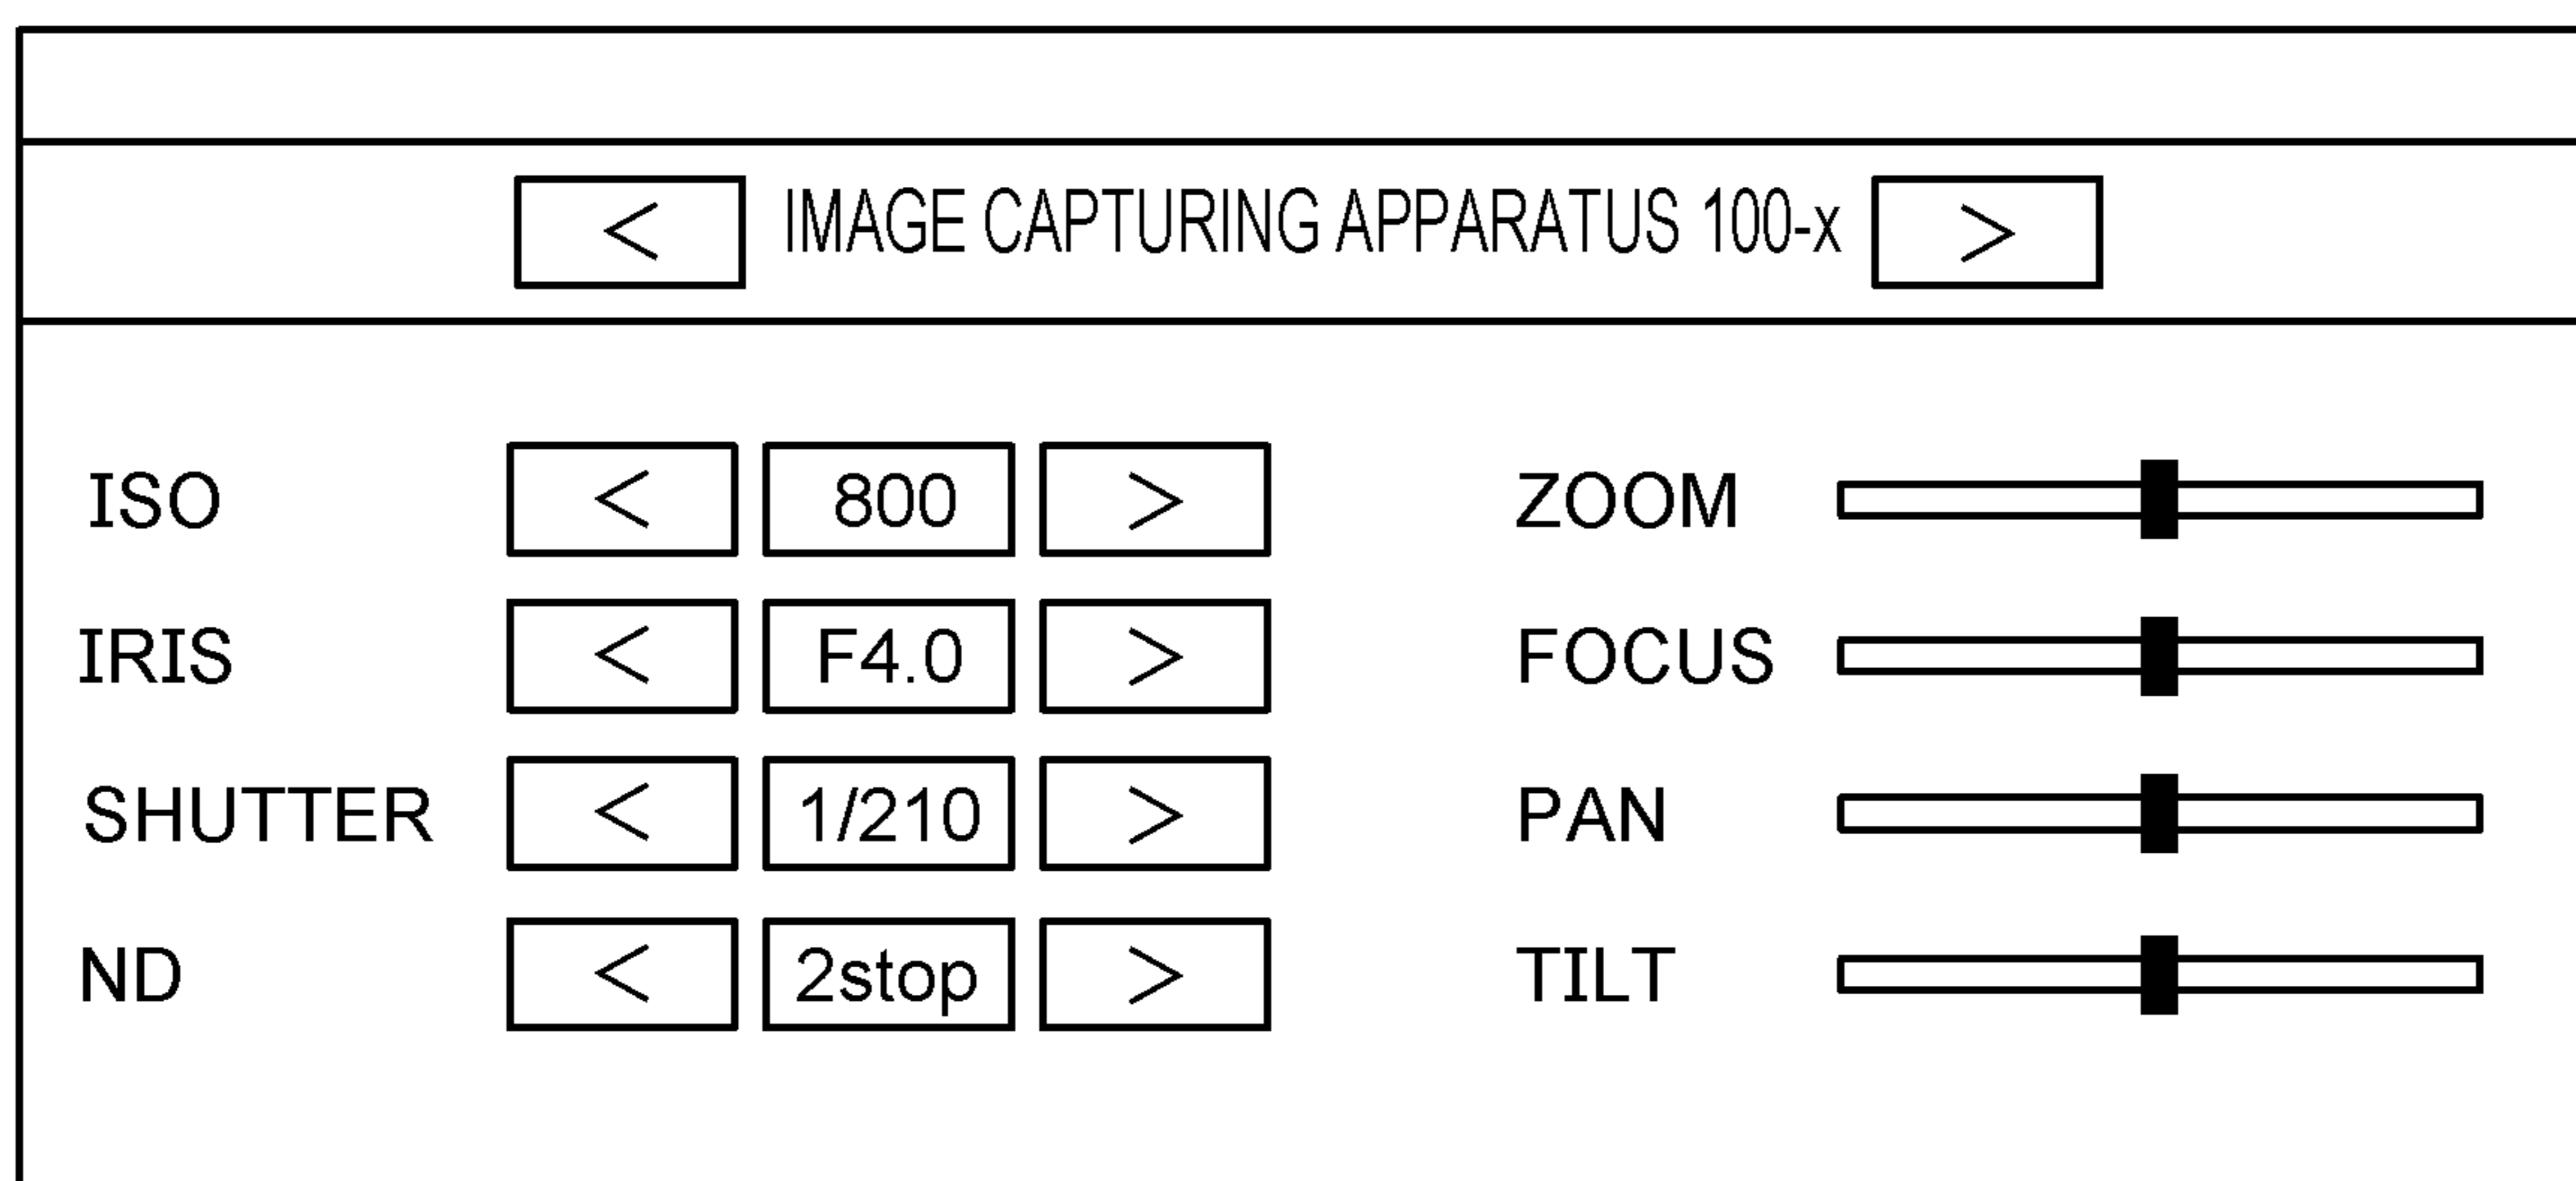 < IMAGE CAPTURING APPARATUS 100-x >
ISO < 800 > ZOOM
IRIS < F4.0 > FOCUS
SHUTTER < 1/210 > PAN
ND < 2stop > TILT